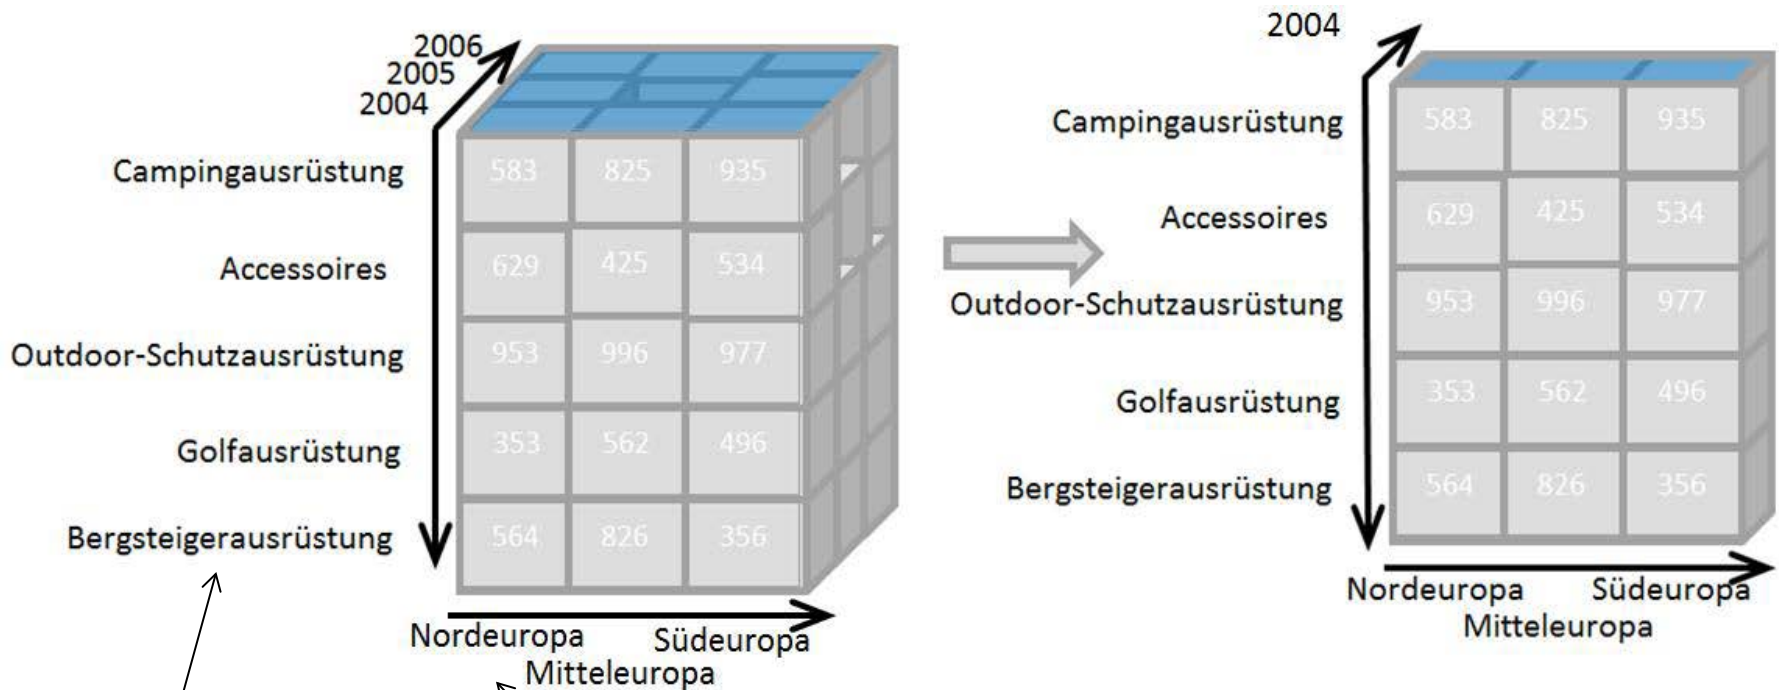 2006
2005
2004
Campingausrüstung
583 825 935
Accessoires
629 425 534
Outdoor-Schutzausrüstung
953 996 977
Golfausrüstung
353 562 496
Bergsteigerausrüstung
564 826 356
Nordeuropa Südeuropa
Mitteleuropa
2004
Campingausrüstung
583 825 935
Accessoires
629 425 534
Outdoor-Schutzausrüstung
953 996 977
Golfausrüstung
353 562 496
Bergsteigerausrüstung
564 826 356
Nordeuropa Südeuropa
Mitteleuropa